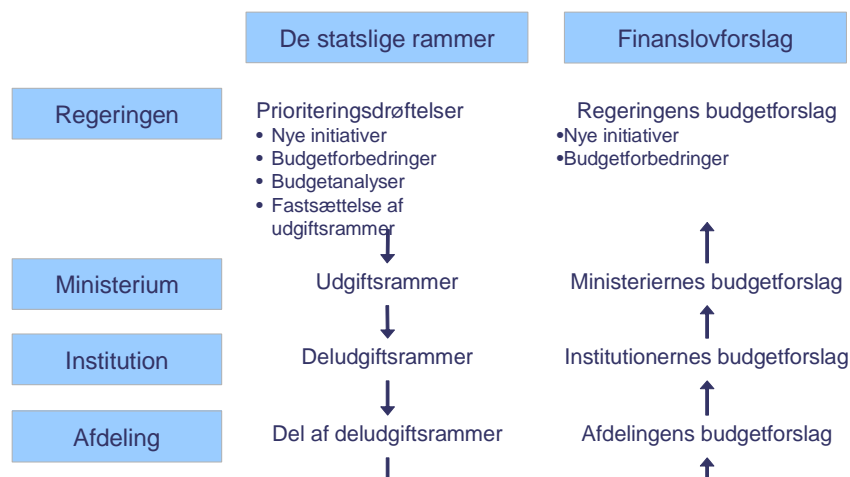 De statslige rammer
Finanslovforslag
Regeringen
Prioriteringsdrøftelser
• Nye initiativer
• Budgetforbedringer
• Budgetanalyser
• Fastsættelse af
udgiftsrammer
Regeringens budgetforslag
•Nye initiativer
•Budgetforbedringer
Ministerium
Udgiftsrammer
Ministeriernes budgetforslag
Institution
Deludgiftsrammer
Institutionernes budgetforslag
Afdeling
Del af deludgiftsrammer
Afdelingens budgetforslag